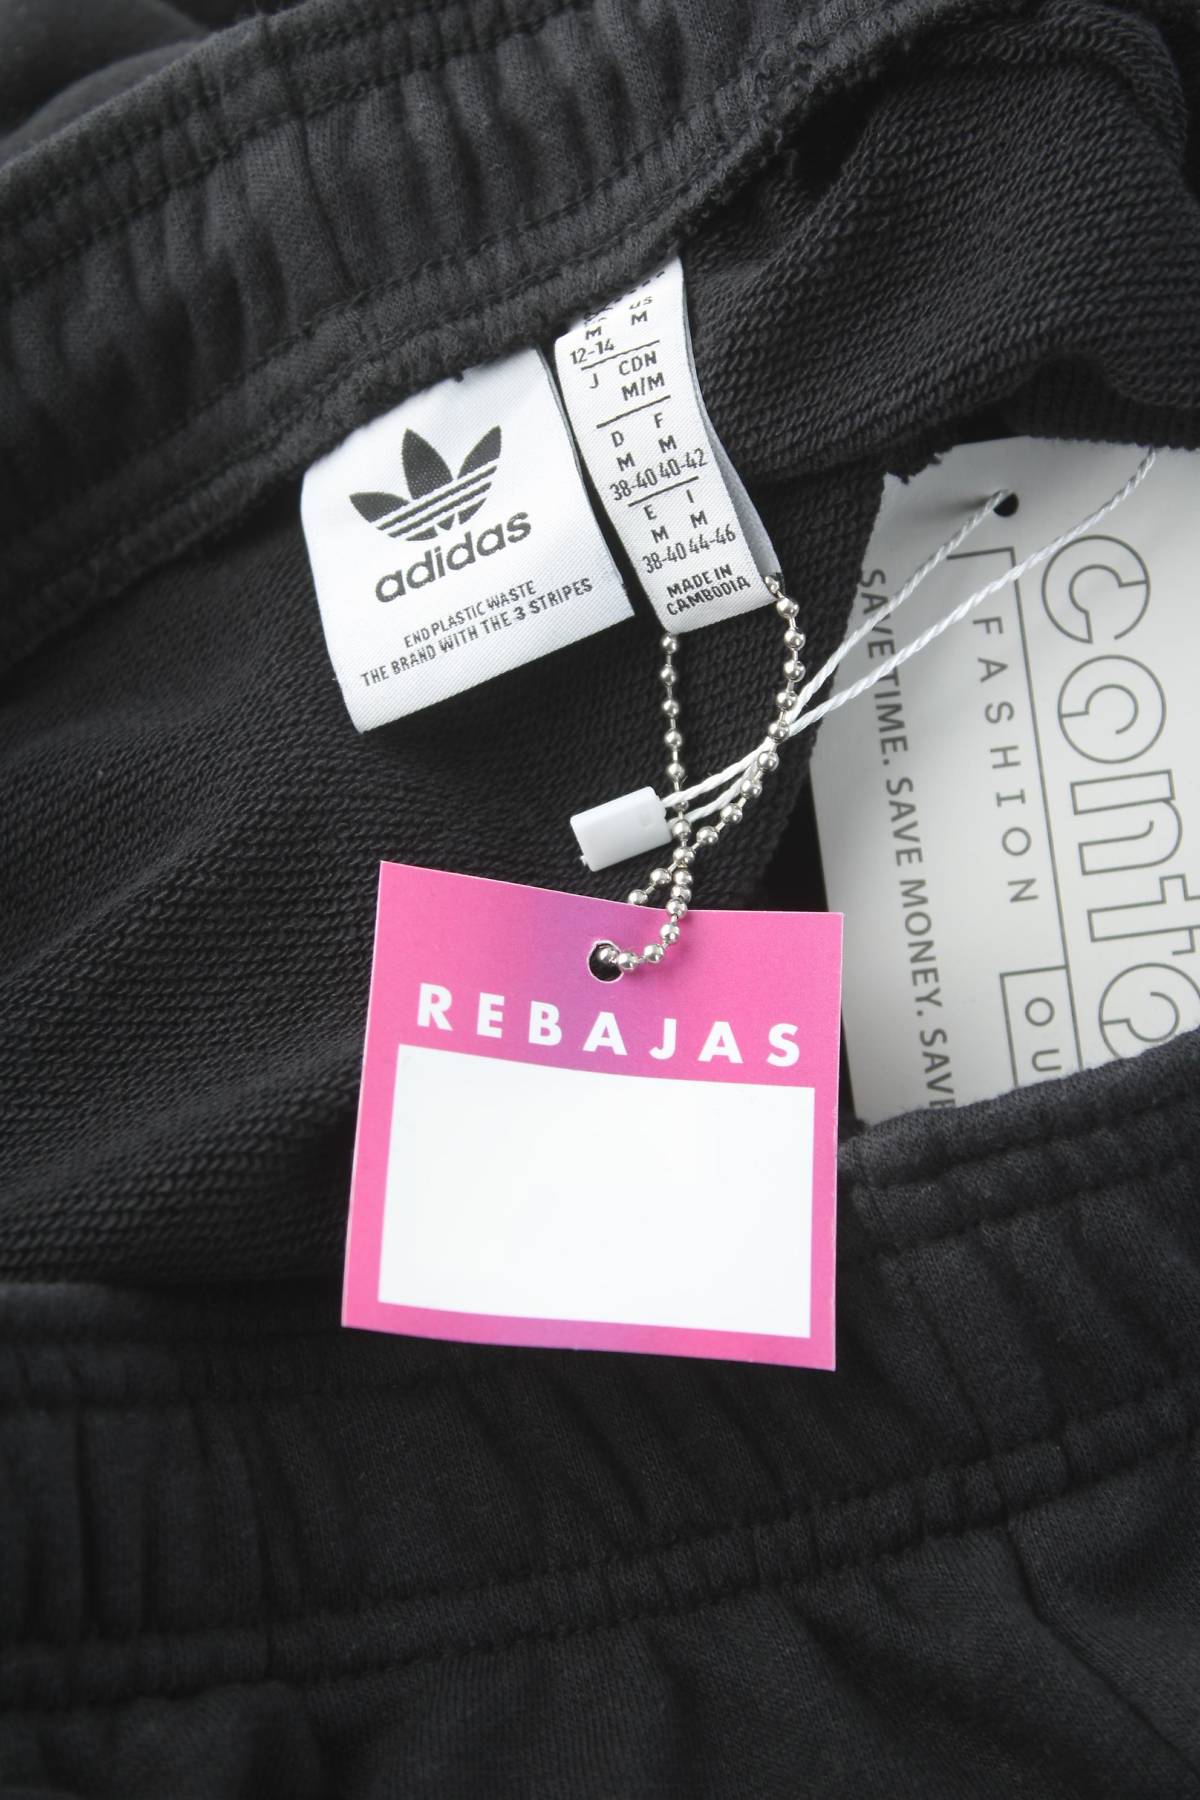 US
M M
12-14
J CDN
M/M
D F
M M
38-40 40-42
E I
M M
38-40 44-46
MADE IN
CAMBODIA
adidas
END PLASTIC WASTE
THE BRAND WITH THE 3 STRIPES
REBAJAS
FASHION
SAVE TIME. SAVE MONEY. SAVE